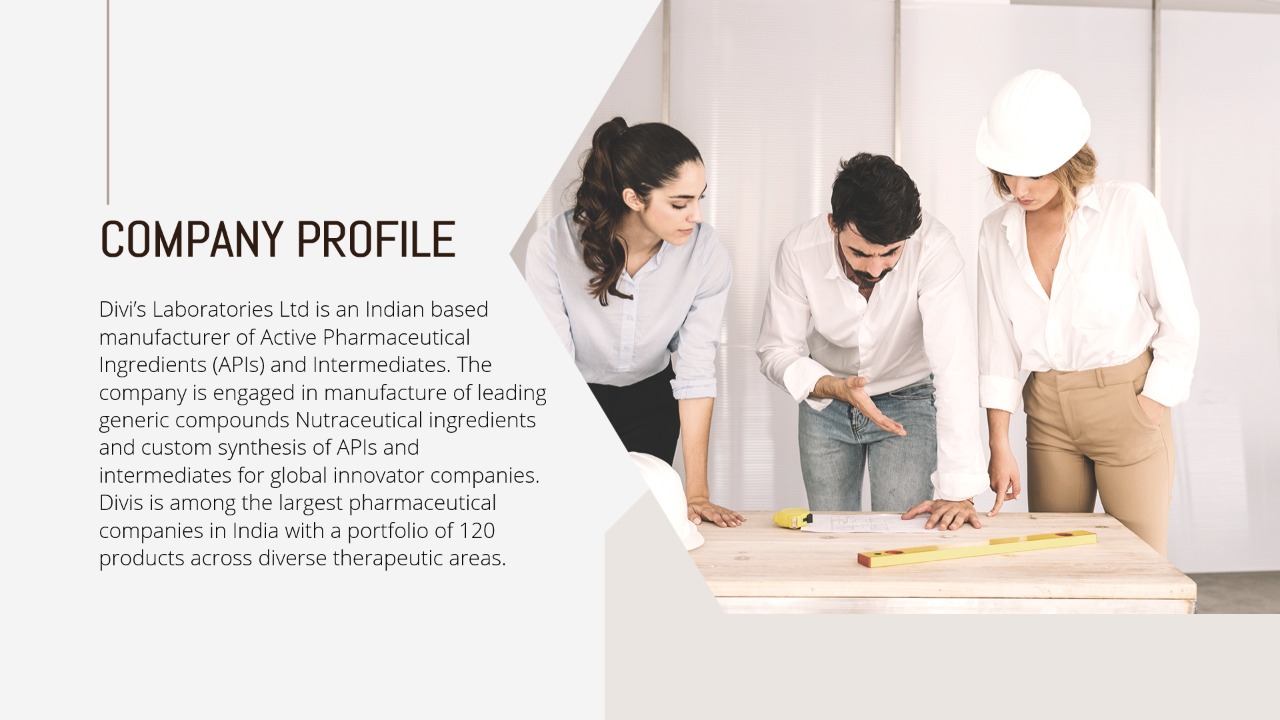 COMPANY PROFILE
Divi’s Laboratories Ltd is an Indian based
manufacturer of Active Pharmaceutical
Ingredients (APIs) and Intermediates. The
company is engaged in manufacture of leading
generic compounds Nutraceutical ingredients
and custom synthesis of APIs and
intermediates for global innovator companies.
Divis is among the largest pharmaceutical
companies in India with a portfolio of 120
products across diverse therapeutic areas.